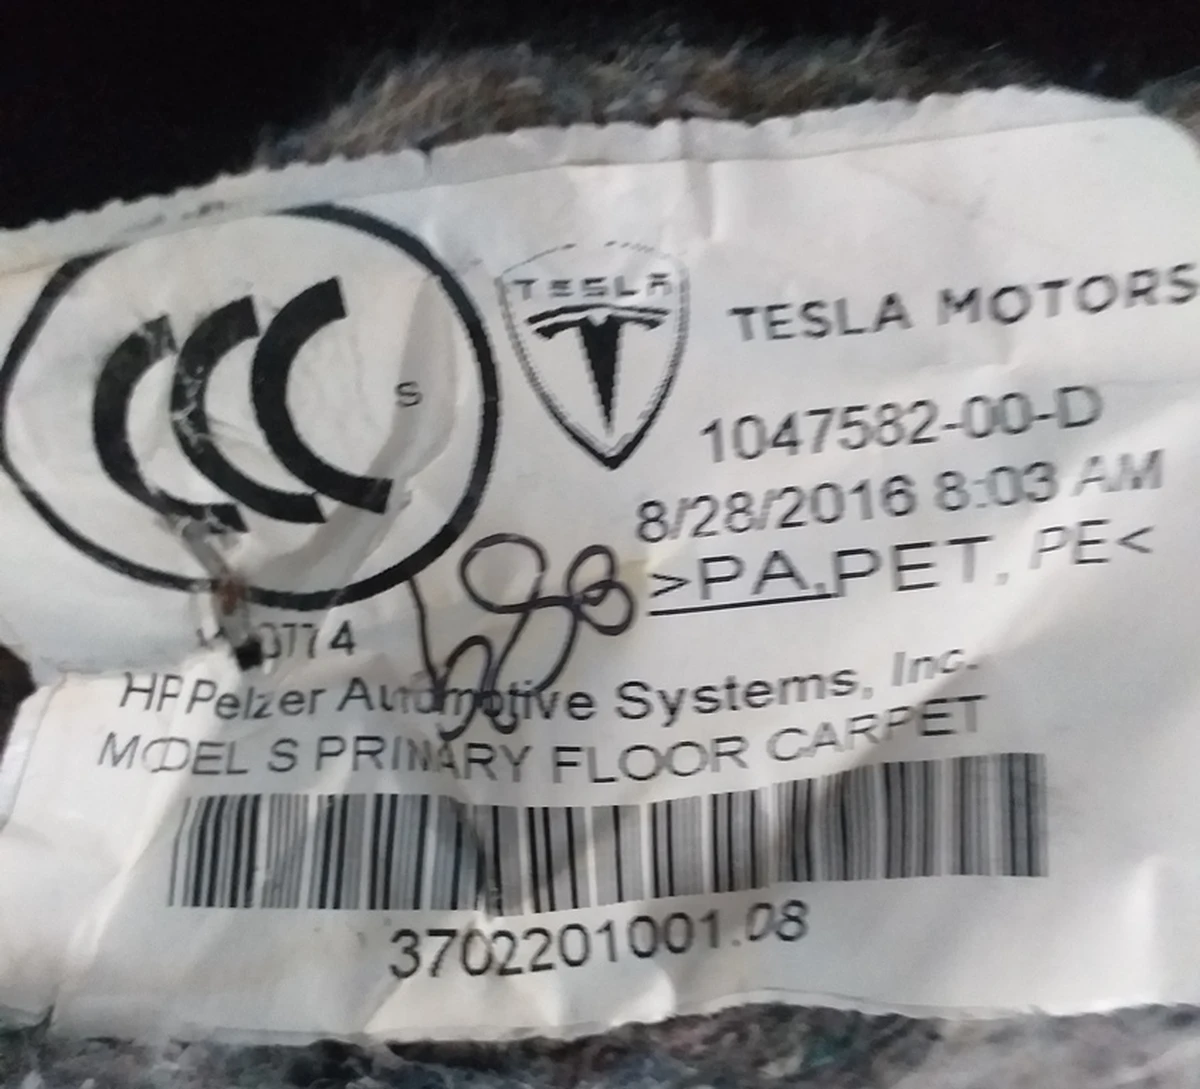 CCC
S
TESLA
TESLA MOTORS
1047582-00-D
8/28/2016 8:03 AM
>PA,PET, PE<
HP Pelzer Automotive Systems, Inc.
MODEL S PRIMARY FLOOR CARPET
3702201001.08